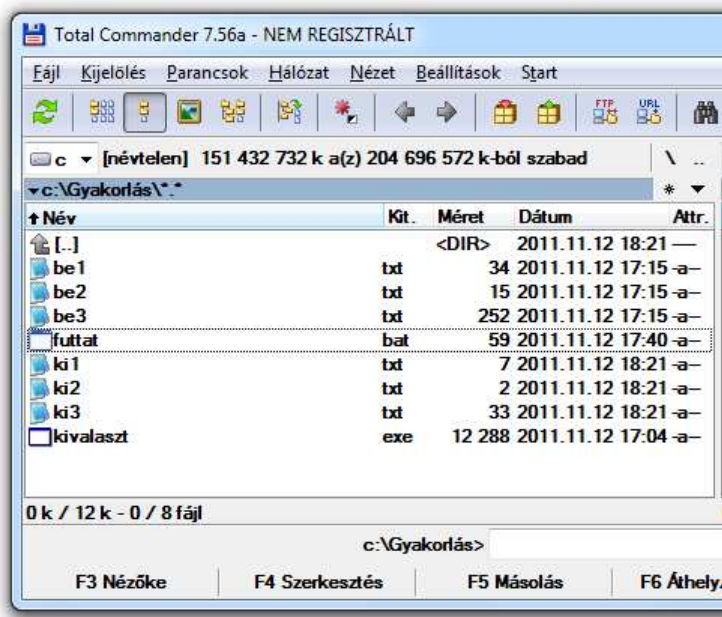 Total Commander 7.56a - NEM REGISZTRÁLT
Fájl Kijelölés Parancsok Hálózat Nézet Beállítások Start
FTP URL
c [névtelen] 151 432 732 k a(z) 204 696 572 k-ból szabad \ ..
c:\Gyakorlás\*.* * 
Név Kit. Méret Dátum Attr.
[..] <DIR> 2011.11.12 18:21 —
be1 txt 34 2011.11.12 17:15 -a–
be2 txt 15 2011.11.12 17:15 -a–
be3 txt 252 2011.11.12 17:15 -a–
futtat bat 59 2011.11.12 17:40 -a–
ki1 txt 7 2011.11.12 18:21 -a–
ki2 txt 2 2011.11.12 18:21 -a–
ki3 txt 33 2011.11.12 18:21 -a–
kivalaszt exe 12 288 2011.11.12 17:04 -a–
0 k / 12 k - 0 / 8 fájl
c:\Gyakorlás>
F3 Nézőke F4 Szerkesztés F5 Másolás F6 Áthely.